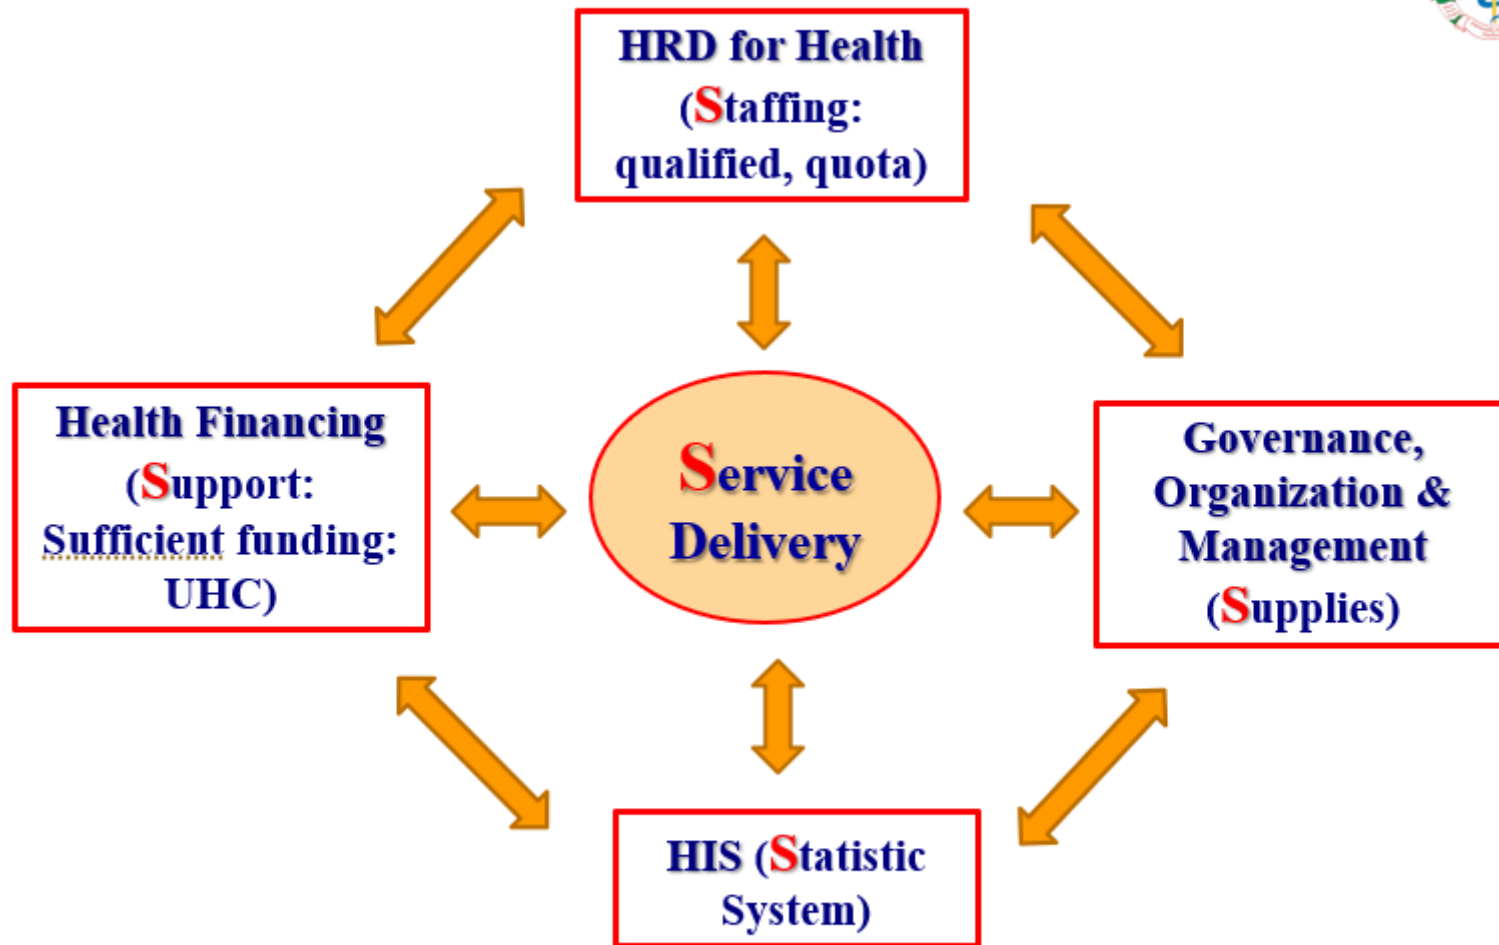 HRD for Health
(Staffing:
qualified, quota)
Health Financing
(Support:
Sufficient funding:
UHC)
Service
Delivery
Governance,
Organization &
Management
(Supplies)
HIS (Statistic
System)